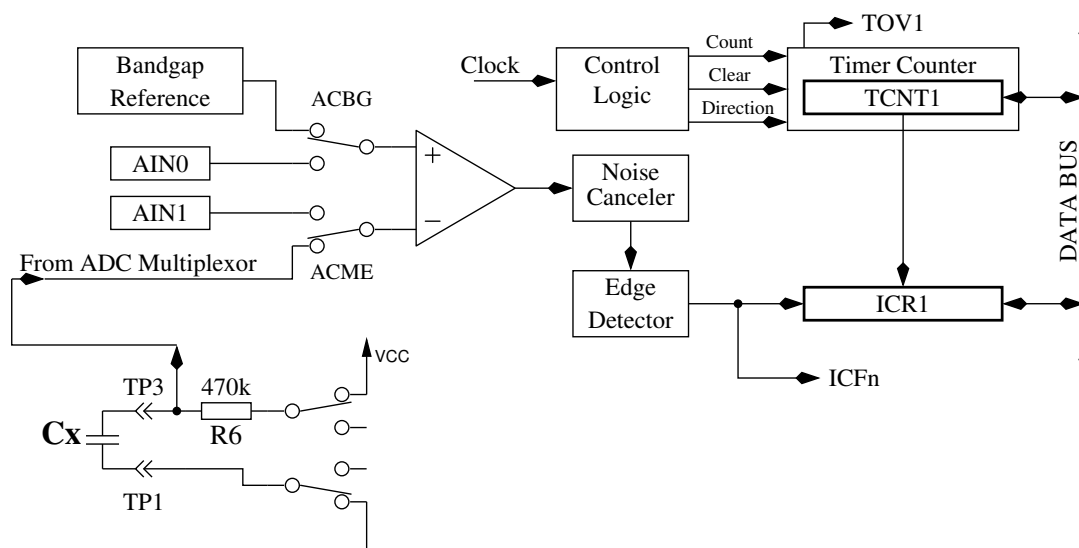 TOV1
Bandgap
Reference
Clock
Control
Logic
Count
Clear
Direction
Timer Counter
TCNT1
ACBG
AIN0
AIN1
+
−
Noise
Canceler
DATA BUS
From ADC Multiplexor
ACME
Edge
Detector
ICR1
ICFn
VCC
TP3
470k
R6
Cx
TP1